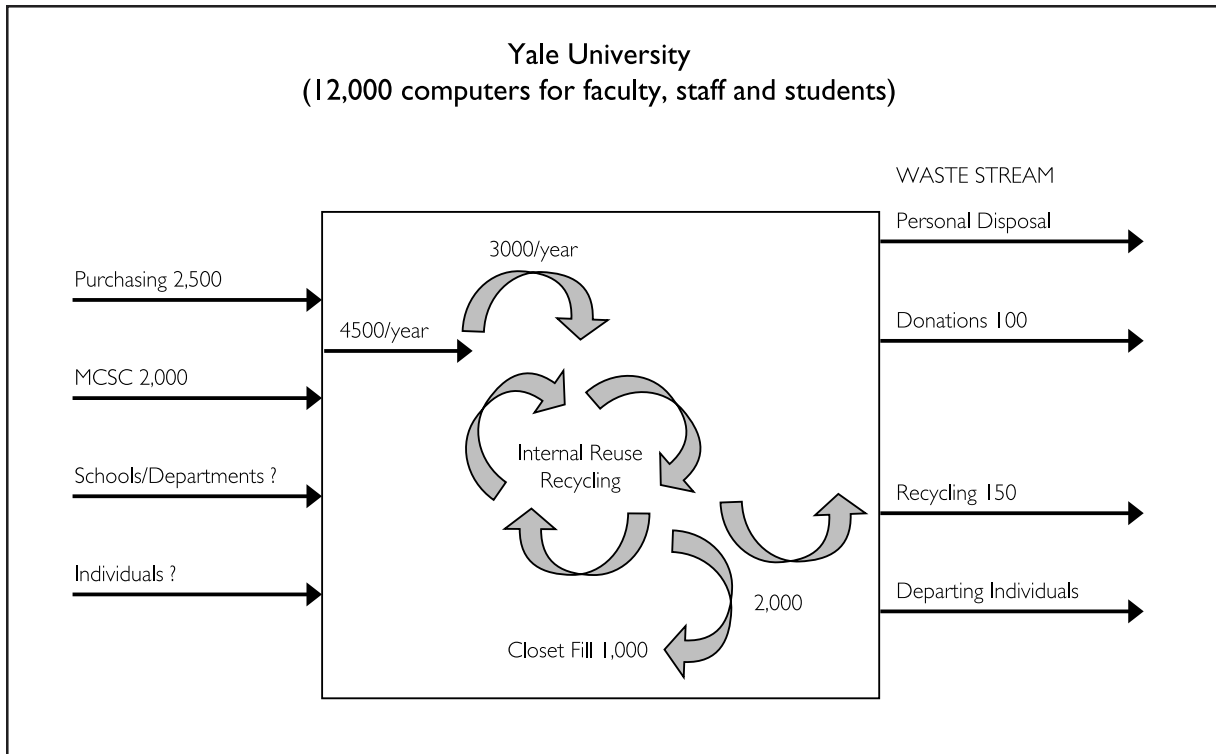 Yale University
(12,000 computers for faculty, staff and students)
WASTE STREAM
Personal Disposal
3000/year
Purchasing 2,500
4500/year
Donations 100
MCSC 2,000
Internal Reuse
Recycling
Schools/Departments ?
Recycling 150
Individuals ?
Departing Individuals
2,000
Closet Fill 1,000